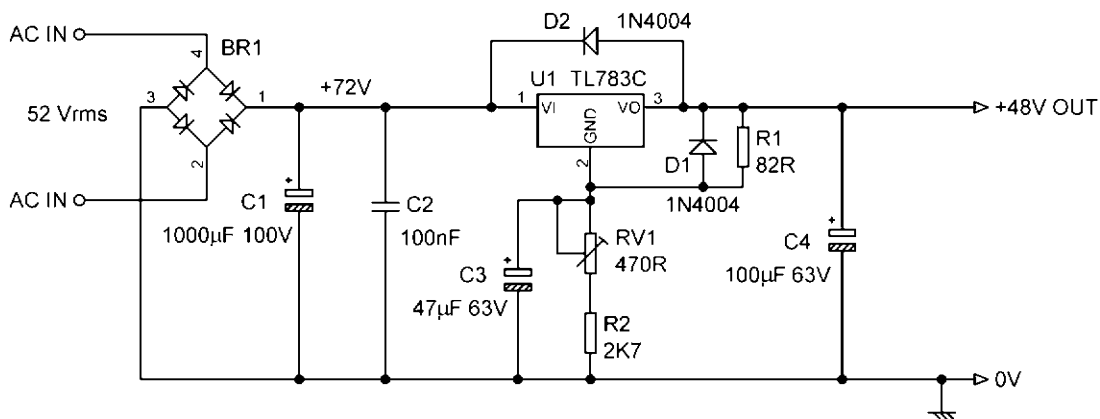 D2
1N4004
AC IN
BR1
4
U1
TL783C
+72V
3
1
1
VI
VO
3
+48V OUT
52 Vrms
GND
R1
82R
D1
2
2
1N4004
AC IN
+
C1
1000µF 100V
C2
100nF
+
C3
47µF 63V
RV1
470R
+
C4
100µF 63V
R2
2K7
0V